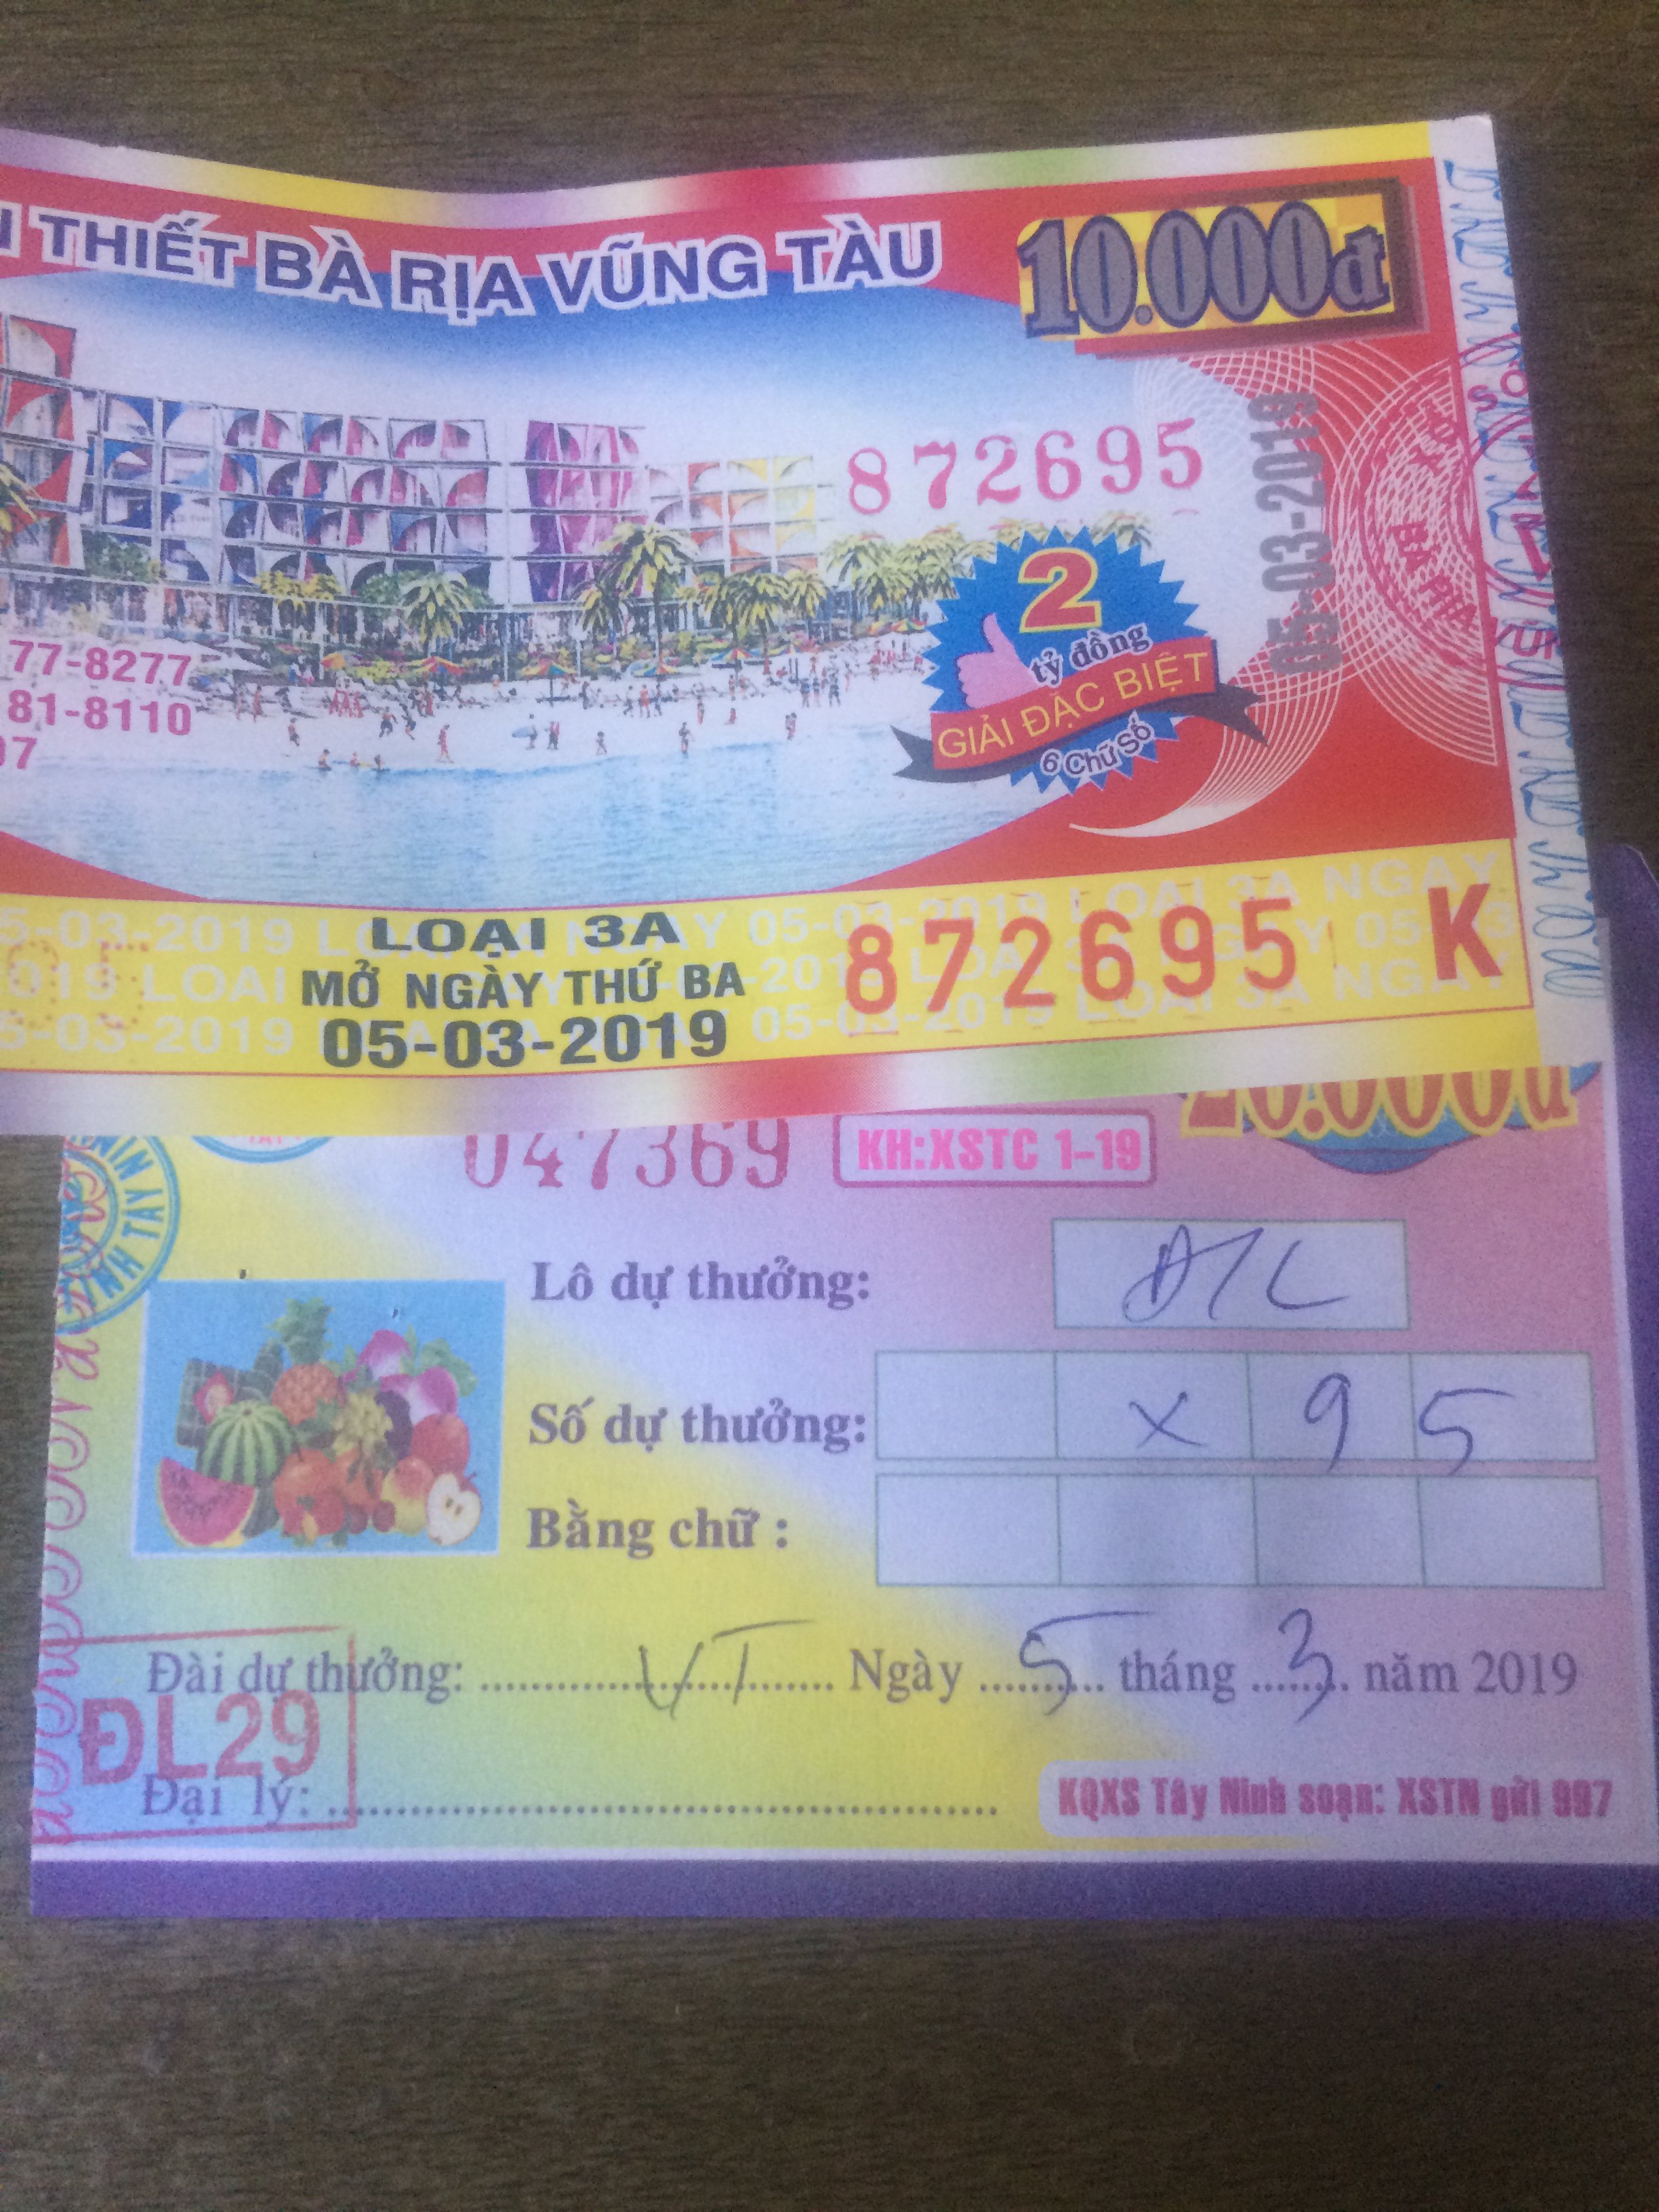 THIẾT BÀ RỊA VŨNG TÀU
10.000đ
872695
05-03-2019
2
tỷ đồng
GIẢI ĐẶC BIỆT
6 Chữ Số
77-8277
81-8110
97
LOẠI 3A
MỞ NGÀY THỨ BA
05-03-2019
872695 K
20.000đ
047369
KH:XSTC 1-19
Lô dự thưởng:
Số dự thưởng: X 9 5
Bằng chữ :
Đài dự thưởng: VT Ngày 5 tháng 3 năm 2019
ĐL29
Đại lý:
KQXS Tây Ninh soạn: XSTN gửi 997